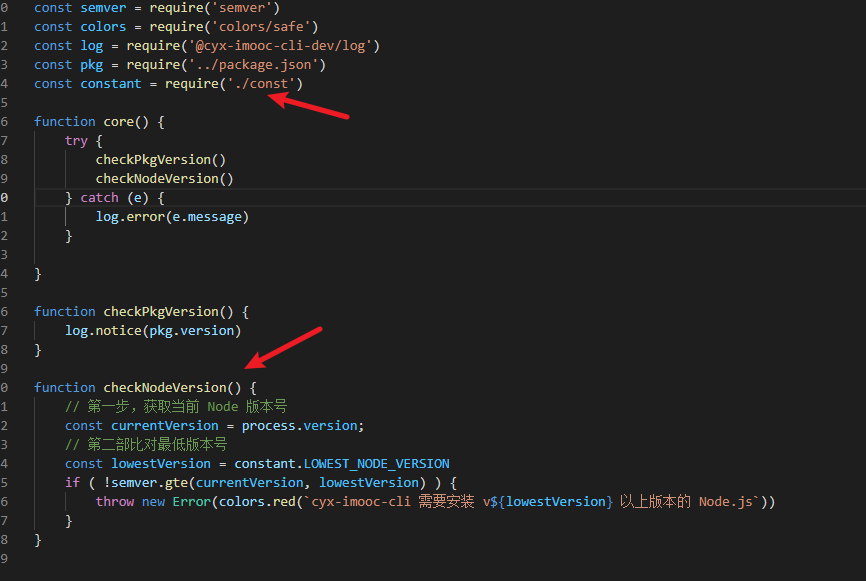 0 const semver = require('semver')
1 const colors = require('colors/safe')
2 const log = require('@cyx-imooc-cli-dev/log')
3 const pkg = require('../package.json')
4 const constant = require('./const')
5
6 function core() {
7     try {
8         checkPkgVersion()
9         checkNodeVersion()
0     } catch (e) {
1         log.error(e.message)
2     }
3
4 }
5
6 function checkPkgVersion() {
7     log.notice(pkg.version)
8 }
9
0 function checkNodeVersion() {
1     // 第一步，获取当前 Node 版本号
2     const currentVersion = process.version;
3     // 第二部比对最低版本号
4     const lowestVersion = constant.LOWEST_NODE_VERSION
5     if ( !semver.gte(currentVersion, lowestVersion) ) {
6         throw new Error(colors.red(`cyx-imooc-cli 需要安装 v${lowestVersion} 以上版本的 Node.js`))
7     }
8 }
9